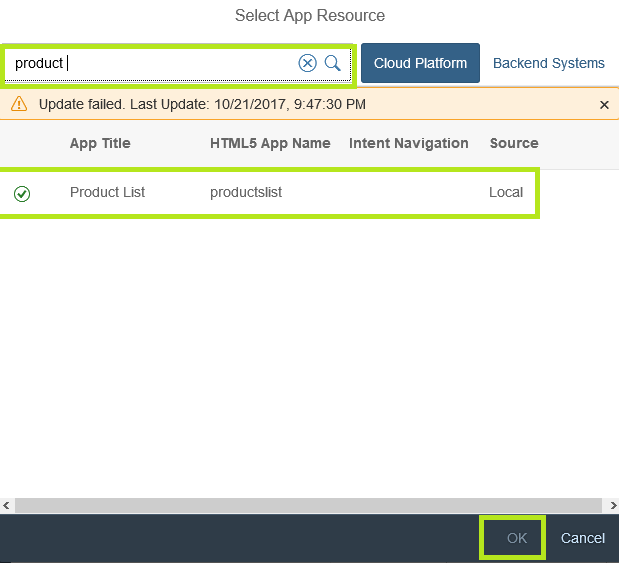 Select App Resource
product
Cloud Platform
Backend Systems
Update failed. Last Update: 10/21/2017, 9:47:30 PM
App Title HTML5 App Name Intent Navigation Source
Product List productslist Local
OK Cancel